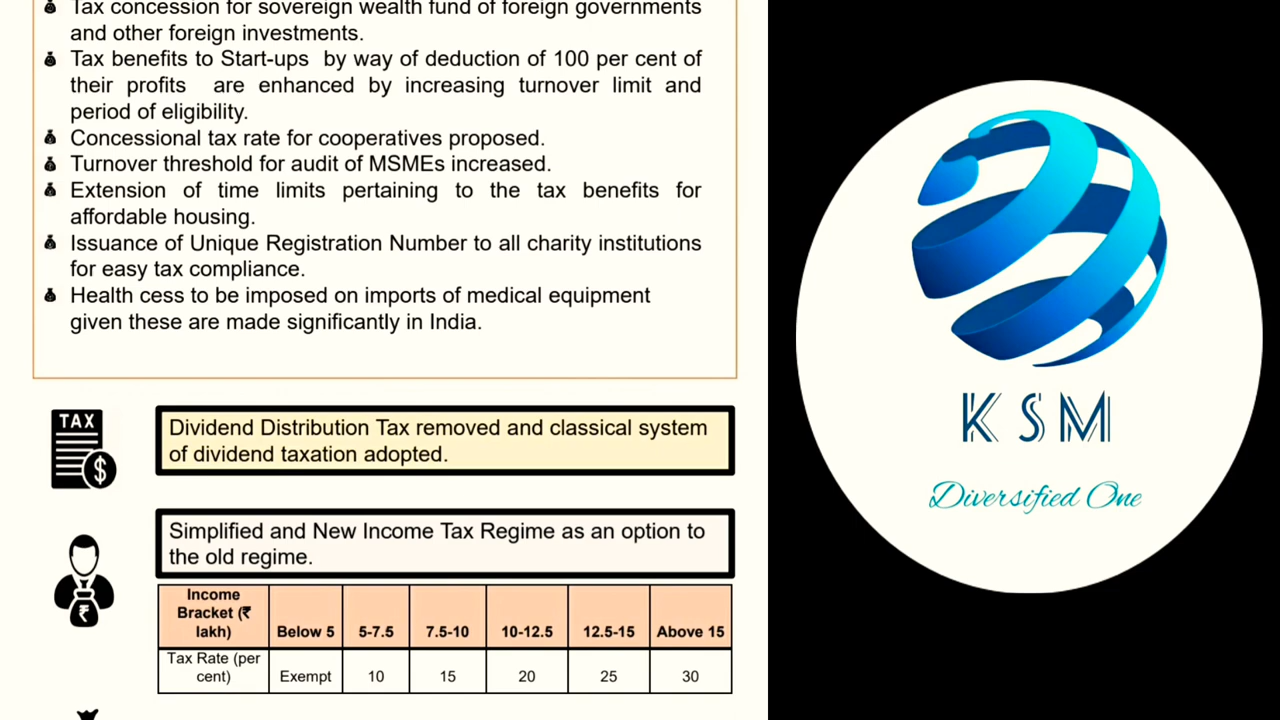 Tax concession for sovereign wealth fund of foreign governments
and other foreign investments.
Tax benefits to Start-ups by way of deduction of 100 per cent of
their profits are enhanced by increasing turnover limit and
period of eligibility.
Concessional tax rate for cooperatives proposed.
Turnover threshold for audit of MSMEs increased.
Extension of time limits pertaining to the tax benefits for
affordable housing.
Issuance of Unique Registration Number to all charity institutions
for easy tax compliance.
Health cess to be imposed on imports of medical equipment
given these are made significantly in India.
TAX
$
Dividend Distribution Tax removed and classical system
of dividend taxation adopted.
₹
Simplified and New Income Tax Regime as an option to
the old regime.
Income
Bracket (₹
lakh) Below 5 5-7.5 7.5-10 10-12.5 12.5-15 Above 15
Tax Rate (per
cent) Exempt 10 15 20 25 30
KSM
Diversified One